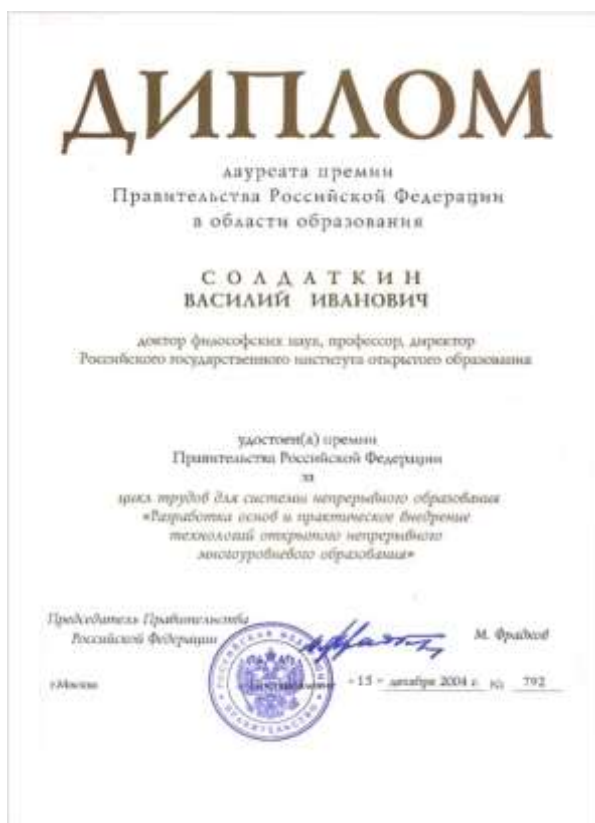 ДИПЛОМ
лауреата премии
Правительства Российской Федерации
в области образования
СОЛДАТКИН
ВАСИЛИЙ ИВАНОВИЧ
доктор философских наук, профессор, директор
Российского государственного института открытого образования
удостоен(а) премии
Правительства Российской Федерации
за
цикл трудов для системы непрерывного образования
«Разработка основ и практическое внедрение
технологий открытого непрерывного
многоуровневого образования»
Председатель Правительства
Российской Федерации
М. Фрадков
г.Москва
« 15 » декабря 2004 г. № 792